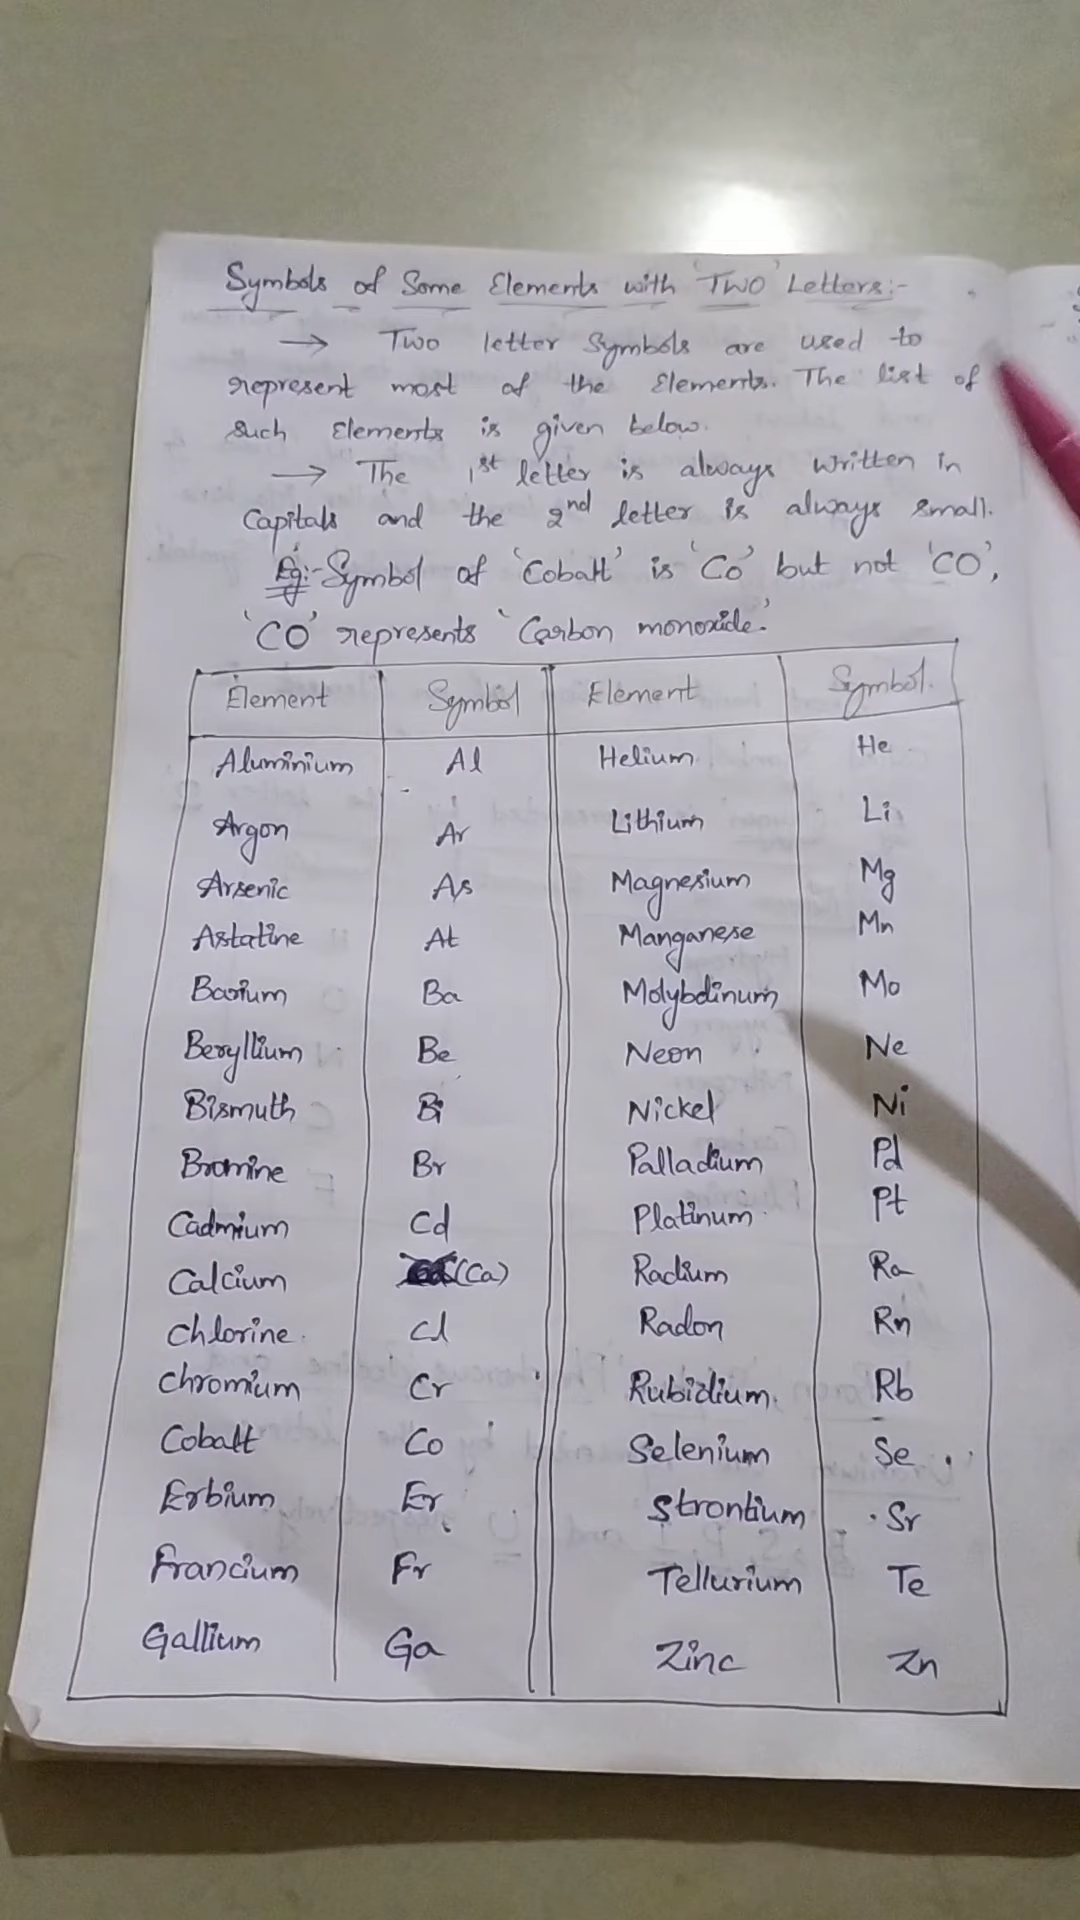 Symbols of Some Elements with 'TWO' Letters:-
→ Two letter Symbols are used to
represent most of the Elements. The list of
such Elements is given below.
→ The 1st letter is always written in
Capitals and the 2nd letter is always small.
Eg:- Symbol of 'Cobalt' is 'Co' but not 'CO',
'CO' represents 'Carbon monoxide.'
Element Symbol Element Symbol.
Aluminium Al Helium He
Argon Ar Lithium Li
Arsenic As Magnesium Mg
Astatine At Manganese Mn
Barium Ba Molybdinum Mo
Beryllium Be Neon Ne
Bismuth Bi Nickel Ni
Bromine Br Palladium Pd
Cadmium Cd Platinum Pt
Calcium (Ca) Radium Ra
Chlorine Cl Radon Rn
Chromium Cr Rubidium Rb
Cobalt Co Selenium Se
Erbium Er Strontium Sr
Francium Fr Tellurium Te
Gallium Ga Zinc Zn